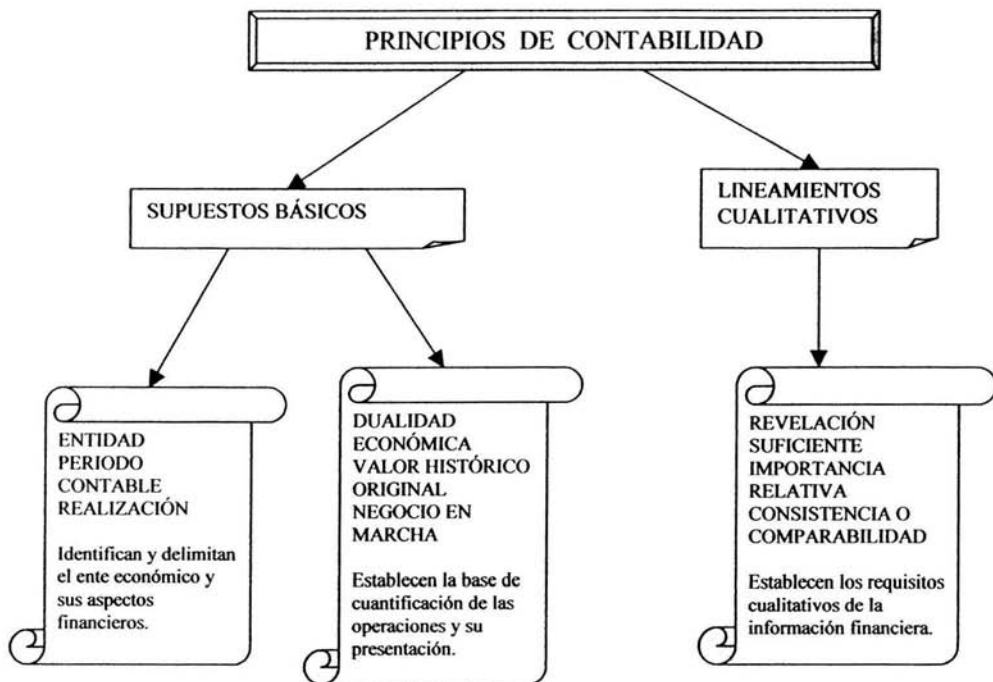 PRINCIPIOS DE CONTABILIDAD
SUPUESTOS BÁSICOS
LINEAMIENTOS
CUALITATIVOS
ENTIDAD
PERIODO
CONTABLE
REALIZACIÓN
Identifican y delimitan
el ente económico y
sus aspectos
financieros.
DUALIDAD
ECONÓMICA
VALOR HISTÓRICO
ORIGINAL
NEGOCIO EN
MARCHA
Establecen la base de
cuantificación de las
operaciones y su
presentación.
REVELACIÓN
SUFICIENTE
IMPORTANCIA
RELATIVA
CONSISTENCIA O
COMPARABILIDAD
Establecen los requisitos
cualitativos de la
información financiera.